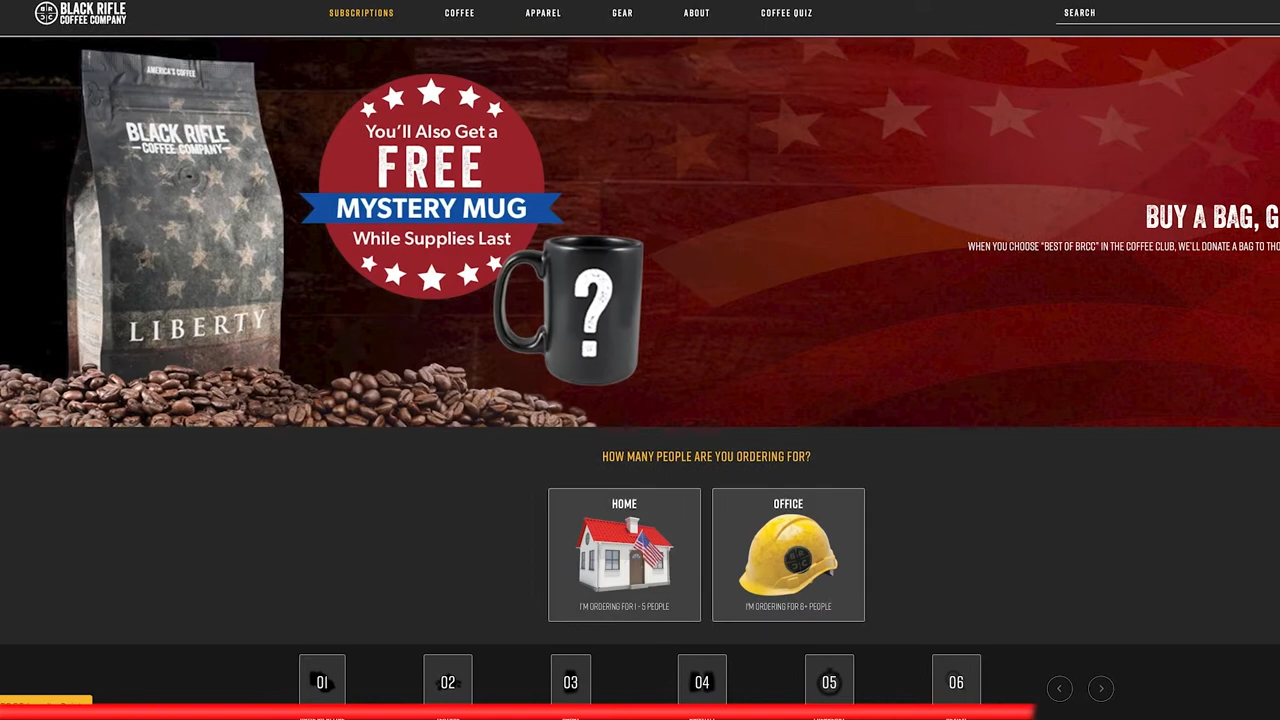 BLACK RIFLE
COFFEE COMPANY
SUBSCRIPTIONS
COFFEE
APPAREL
GEAR
ABOUT
COFFEE QUIZ
SEARCH
AMERICA'S COFFEE
BLACK RIFLE
COFFEE COMPANY
LIBERTY
You'll Also Get a
FREE
MYSTERY MUG
While Supplies Last
?
BUY A BAG, G
WHEN YOU CHOOSE "BEST OF BRCC" IN THE COFFEE CLUB, WE'LL DONATE A BAG TO THO
HOW MANY PEOPLE ARE YOU ORDERING FOR?
HOME
I'M ORDERING FOR 1 - 5 PEOPLE
OFFICE
I'M ORDERING FOR 6+ PEOPLE
01
02
03
04
05
06